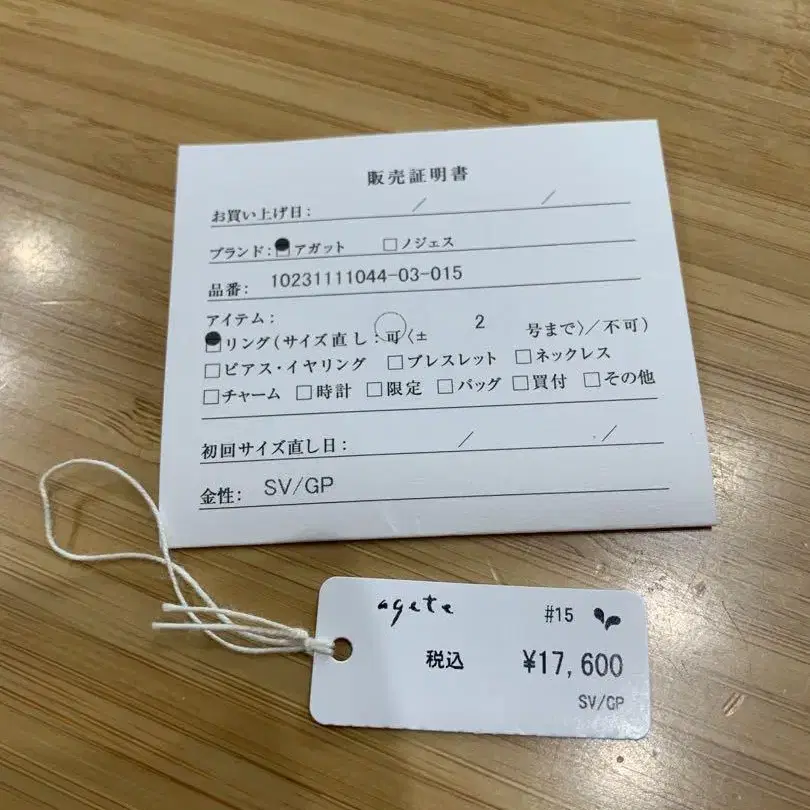 販売証明書
お買い上げ日: / /
ブランド: アガット □ノジェス
品番: 10231111044-03-015
アイテム:
リング(サイズ直し:可〈± 2 号まで〉/不可)
□ピアス・イヤリング □ブレスレット □ネックレス
□チャーム □時計 □限定 □バッグ □買付 □その他
初回サイズ直し日: / /
金性: SV/GP
agete #15
税込 ¥17,600
SV/GP